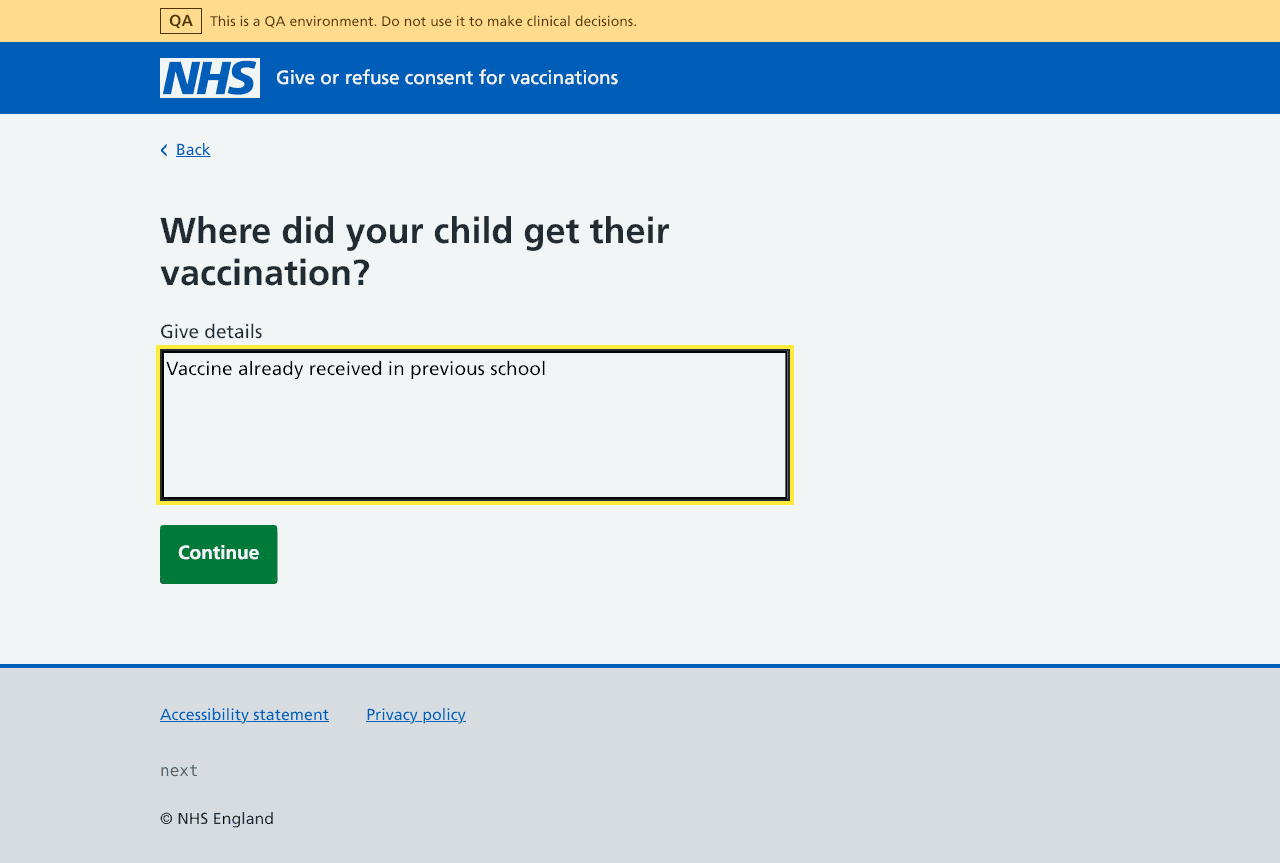 QA This is a QA environment. Do not use it to make clinical decisions.
NHS Give or refuse consent for vaccinations
Back
Where did your child get their
vaccination?
Give details
Vaccine already received in previous school
Continue
Accessibility statement Privacy policy
next
© NHS England